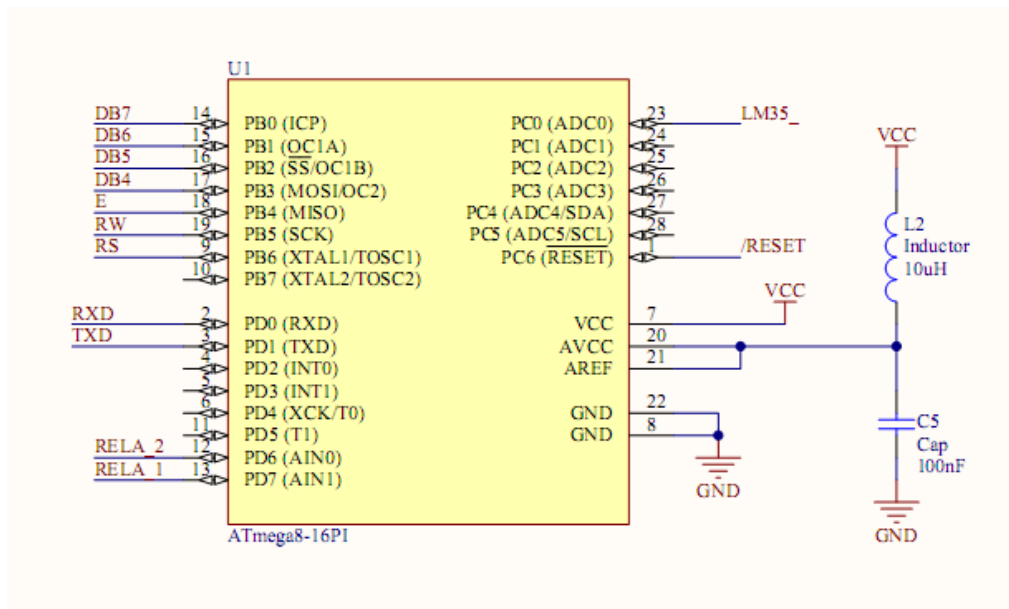 U1
DB7 14 PB0 (ICP) PC0 (ADC0) 23 LM35_
DB6 15 PB1 (OC1A) PC1 (ADC1) 24
DB5 16 PB2 (SS/OC1B) PC2 (ADC2) 25
DB4 17 PB3 (MOSI/OC2) PC3 (ADC3) 26
E 18 PB4 (MISO) PC4 (ADC4/SDA) 27
RW 19 PB5 (SCK) PC5 (ADC5/SCL) 28
RS 9 PB6 (XTAL1/TOSC1) PC6 (RESET) 1 /RESET
10 PB7 (XTAL2/TOSC2)
RXD 2 PD0 (RXD) VCC 7 VCC
TXD 3 PD1 (TXD) AVCC 20
4 PD2 (INT0) AREF 21
5 PD3 (INT1)
6 PD4 (XCK/T0) GND 22
11 PD5 (T1) GND 8
RELA_2 12 PD6 (AIN0)
RELA_1 13 PD7 (AIN1)
GND
ATmega8-16PI
VCC
L2
Inductor
10uH
C5
Cap
100nF
GND